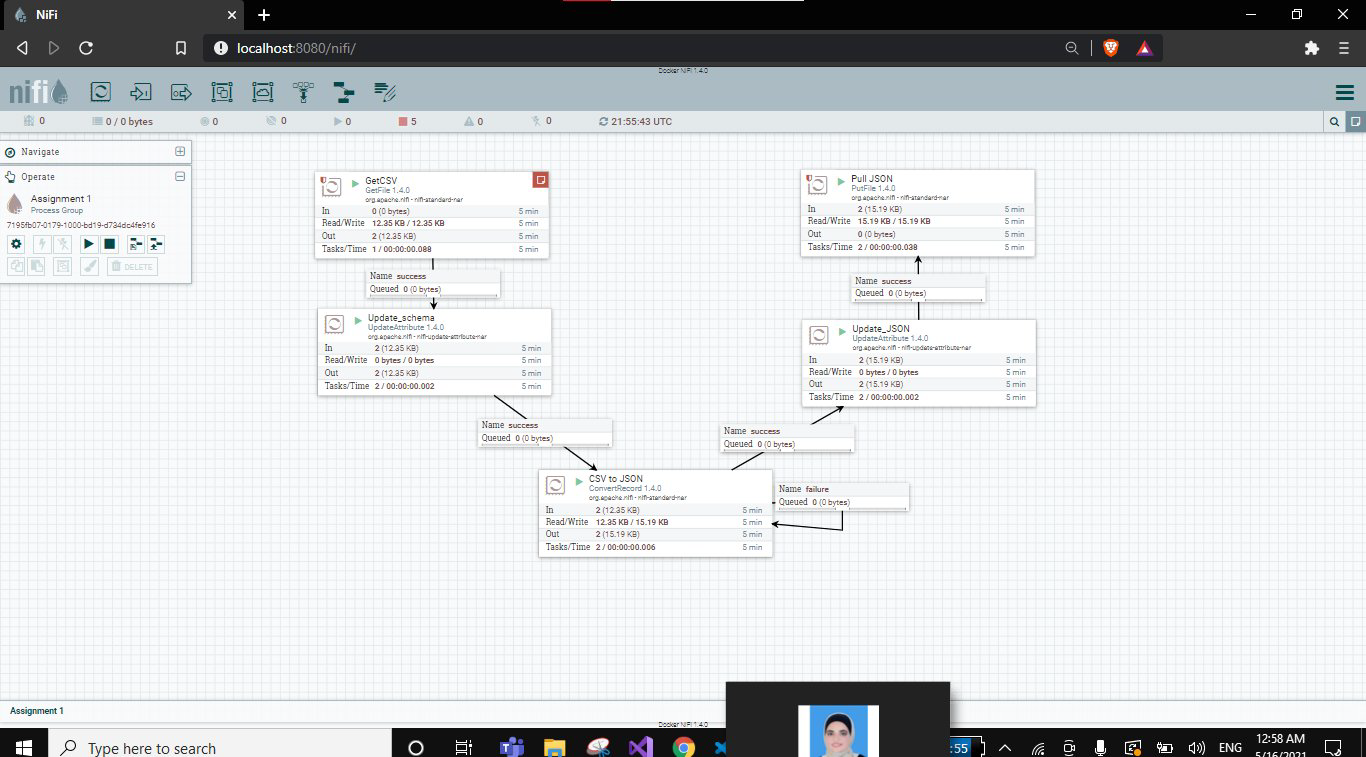 NiFi
localhost:8080/nifi/
Docker NiFi 1.4.0
nifi
0
0 / 0 bytes
0
0
0
5
0
0
21:55:43 UTC
Navigate
Operate
Assignment 1
Process Group
7195fb07-0179-1000-bd19-d734dc4fe916
DELETE
GetCSV
GetFile 1.4.0
org.apache.nifi - nifi-standard-nar
In 0 (0 bytes) 5 min
Read/Write 12.35 KB / 12.35 KB 5 min
Out 2 (12.35 KB) 5 min
Tasks/Time 1 / 00:00:00.088 5 min
Name success
Queued 0 (0 bytes)
Update_schema
UpdateAttribute 1.4.0
org.apache.nifi - nifi-update-attribute-nar
In 2 (12.35 KB) 5 min
Read/Write 0 bytes / 0 bytes 5 min
Out 2 (12.35 KB) 5 min
Tasks/Time 2 / 00:00:00.002 5 min
Name success
Queued 0 (0 bytes)
CSV to JSON
ConvertRecord 1.4.0
org.apache.nifi - nifi-standard-nar
In 2 (12.35 KB) 5 min
Read/Write 12.35 KB / 15.19 KB 5 min
Out 2 (15.19 KB) 5 min
Tasks/Time 2 / 00:00:00.006 5 min
Name failure
Queued 0 (0 bytes)
Name success
Queued 0 (0 bytes)
Update_JSON
UpdateAttribute 1.4.0
org.apache.nifi - nifi-update-attribute-nar
In 2 (15.19 KB) 5 min
Read/Write 0 bytes / 0 bytes 5 min
Out 2 (15.19 KB) 5 min
Tasks/Time 2 / 00:00:00.002 5 min
Name success
Queued 0 (0 bytes)
Pull JSON
PutFile 1.4.0
org.apache.nifi - nifi-standard-nar
In 2 (15.19 KB) 5 min
Read/Write 15.19 KB / 15.19 KB 5 min
Out 0 (0 bytes) 5 min
Tasks/Time 2 / 00:00:00.038 5 min
Assignment 1
Docker NiFi 1.4.0
Type here to search
:55
ENG
12:58 AM
5/16/2021